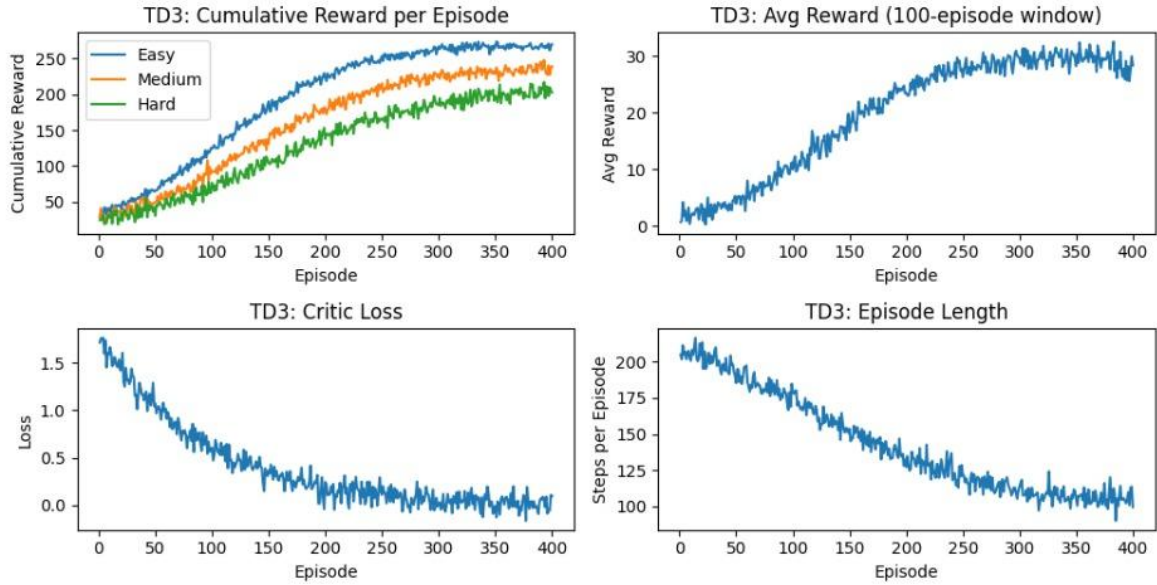 TD3: Cumulative Reward per Episode
Cumulative Reward
250
200
150
100
50
Easy
Medium
Hard
0 50 100 150 200 250 300 350 400
Episode
TD3: Avg Reward (100-episode window)
Avg Reward
30
20
10
0
0 50 100 150 200 250 300 350 400
Episode
TD3: Critic Loss
Loss
1.5
1.0
0.5
0.0
0 50 100 150 200 250 300 350 400
Episode
TD3: Episode Length
Steps per Episode
200
175
150
125
100
0 50 100 150 200 250 300 350 400
Episode